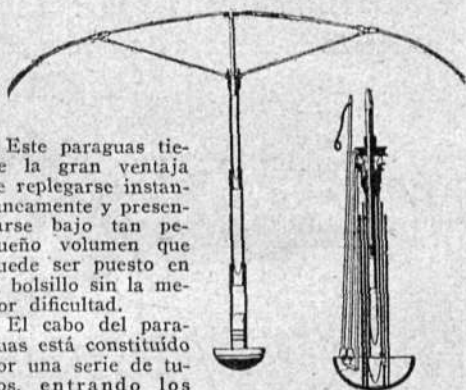 Este paraguas tie-
e la gran ventaja
e replegarse instan-
áneamente y presen-
arse bajo tan pe-
ueño volumen que
uede ser puesto en
l bolsillo sin la me-
or dificultad.
El cabo del para-
uas está constituído
or una serie de tu-
os, entrando los